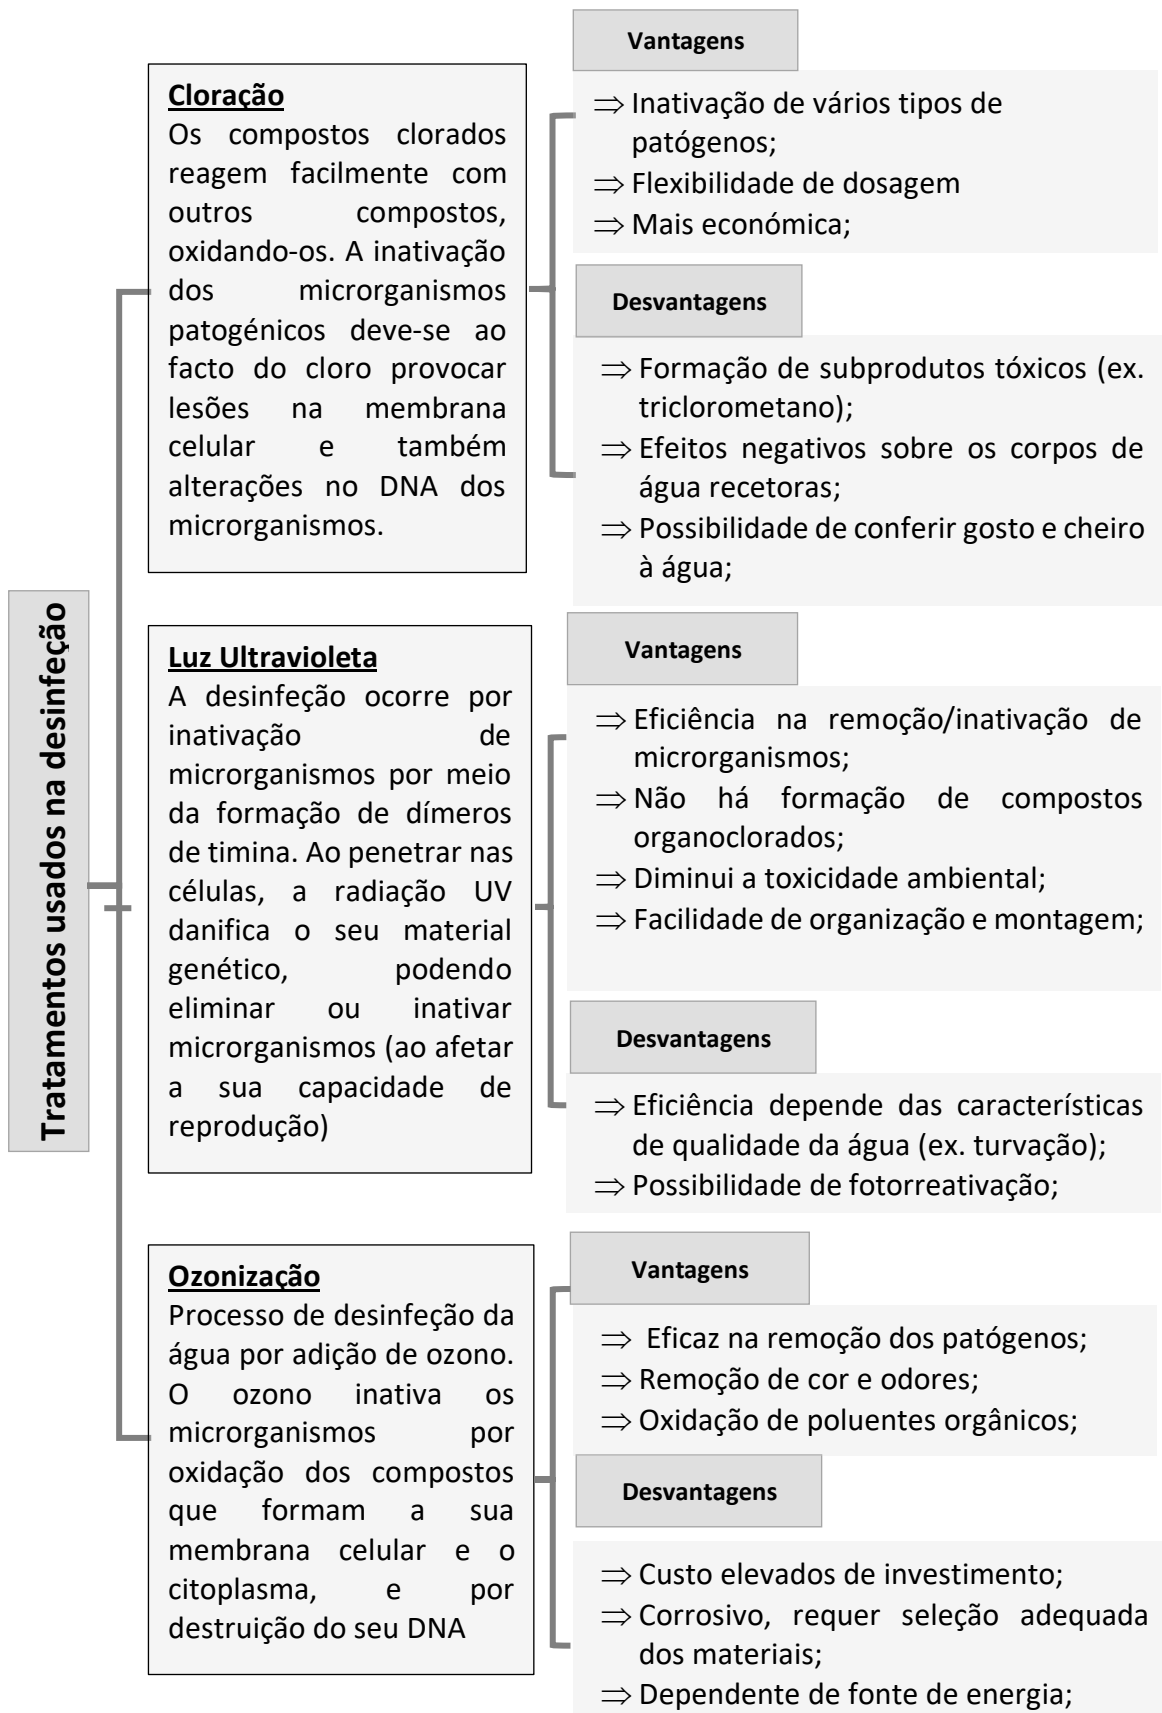 Tratamentos usados na desinfeção
Cloração
Os compostos clorados
reagem facilmente com
outros compostos,
oxidando-os. A inativação
dos microrganismos
patogénicos deve-se ao
facto do cloro provocar
lesões na membrana
celular e também
alterações no DNA dos
microrganismos.
Vantagens
⇒ Inativação de vários tipos de
patógenos;
⇒ Flexibilidade de dosagem
⇒ Mais económica;
Desvantagens
⇒ Formação de subprodutos tóxicos (ex.
triclorometano);
⇒ Efeitos negativos sobre os corpos de
água recetoras;
⇒ Possibilidade de conferir gosto e cheiro
à água;
Luz Ultravioleta
A desinfeção ocorre por
inativação de
microrganismos por meio
da formação de dímeros
de timina. Ao penetrar nas
células, a radiação UV
danifica o seu material
genético, podendo
eliminar ou inativar
microrganismos (ao afetar
a sua capacidade de
reprodução)
Vantagens
⇒ Eficiência na remoção/inativação de
microrganismos;
⇒ Não há formação de compostos
organoclorados;
⇒ Diminui a toxicidade ambiental;
⇒ Facilidade de organização e montagem;
Desvantagens
⇒ Eficiência depende das características
de qualidade da água (ex. turvação);
⇒ Possibilidade de fotorreativação;
Ozonização
Processo de desinfeção da
água por adição de ozono.
O ozono inativa os
microrganismos por
oxidação dos compostos
que formam a sua
membrana celular e o
citoplasma, e por
destruição do seu DNA
Vantagens
⇒ Eficaz na remoção dos patógenos;
⇒ Remoção de cor e odores;
⇒ Oxidação de poluentes orgânicos;
Desvantagens
⇒ Custo elevados de investimento;
⇒ Corrosivo, requer seleção adequada
dos materiais;
⇒ Dependente de fonte de energia;